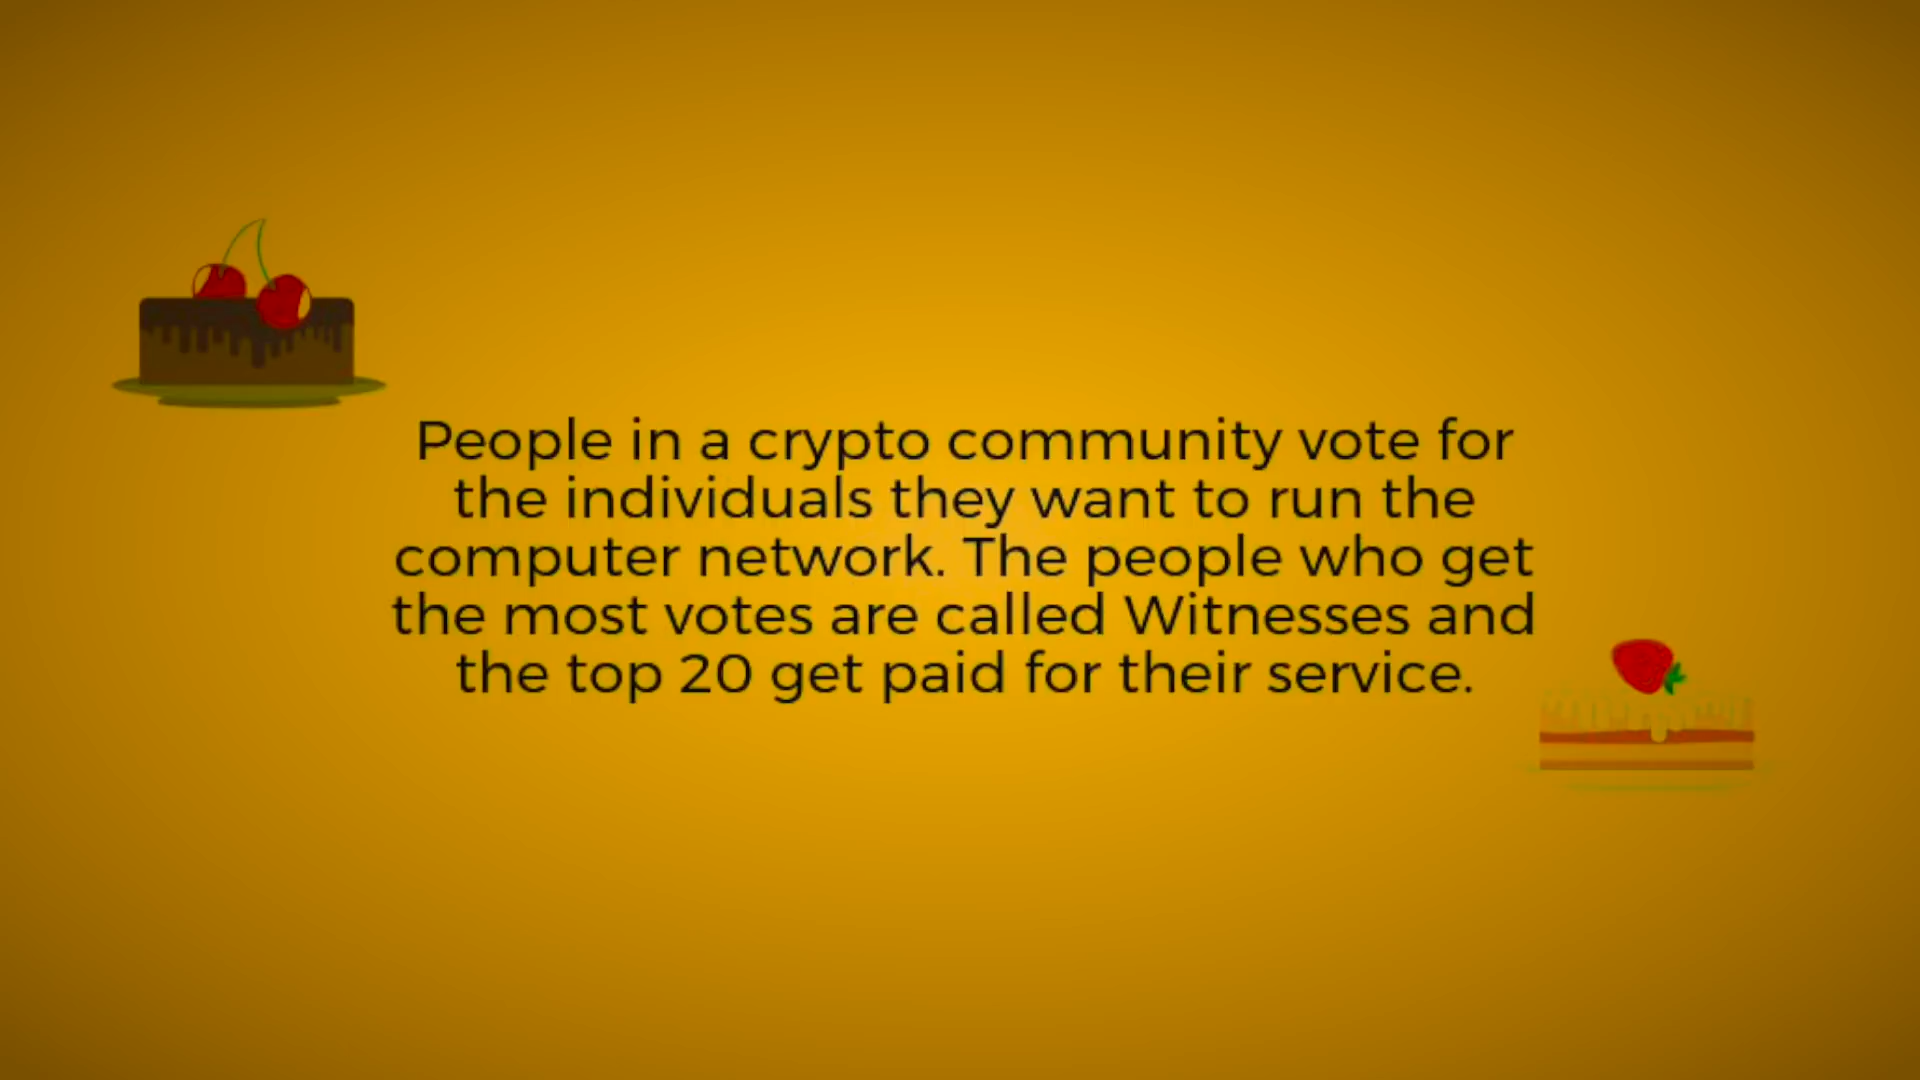 People in a crypto community vote for
the individuals they want to run the
computer network. The people who get
the most votes are called Witnesses and
the top 20 get paid for their service.